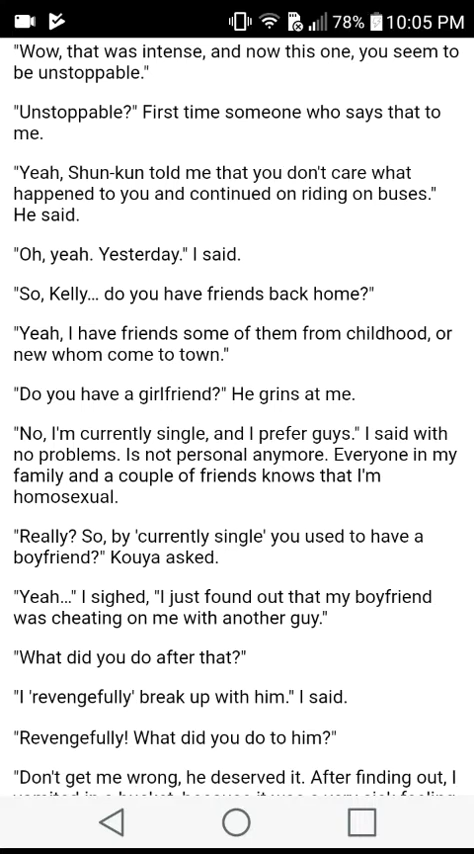 78% 10:05 PM
"Wow, that was intense, and now this one, you seem to
be unstoppable."
"Unstoppable?" First time someone who says that to
me.
"Yeah, Shun-kun told me that you don't care what
happened to you and continued on riding on buses."
He said.
"Oh, yeah. Yesterday." I said.
"So, Kelly... do you have friends back home?"
"Yeah, I have friends some of them from childhood, or
new whom come to town."
"Do you have a girlfriend?" He grins at me.
"No, I'm currently single, and I prefer guys." I said with
no problems. Is not personal anymore. Everyone in my
family and a couple of friends knows that I'm
homosexual.
"Really? So, by 'currently single' you used to have a
boyfriend?" Kouya asked.
"Yeah..." I sighed, "I just found out that my boyfriend
was cheating on me with another guy."
"What did you do after that?"
"I 'revengefully' break up with him." I said.
"Revengefully! What did you do to him?"
"Don't get me wrong, he deserved it. After finding out, I